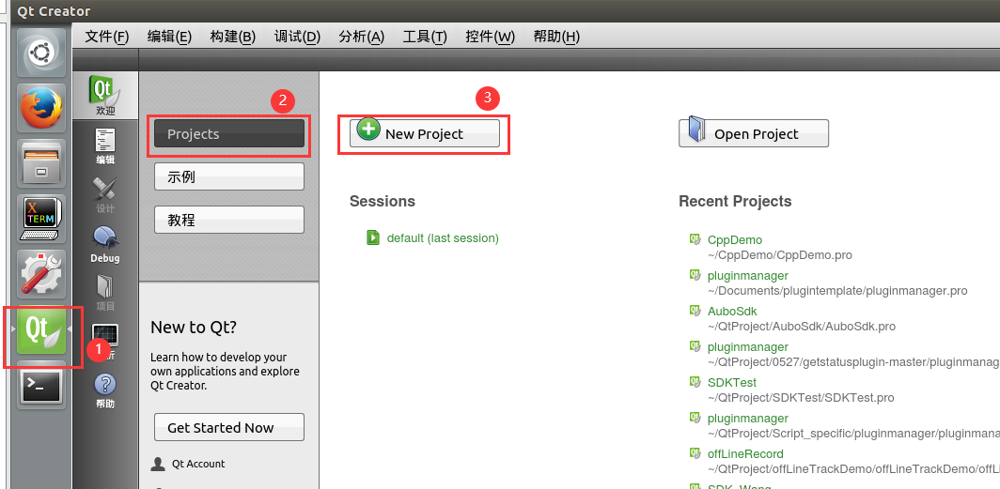 Qt Creator
文件(F) 编辑(E) 构建(B) 调试(D) 分析(A) 工具(T) 控件(W) 帮助(H)
Qt
欢迎
编辑
设计
Debug
项目
析
帮助
X
TERM
Qt
1
>_
2
Projects
示例
教程
New to Qt?
Learn how to develop your
own applications and explore
Qt Creator.
Get Started Now
Qt Account
3
New Project
Open Project
Sessions
default (last session)
Recent Projects
CppDemo
~/CppDemo/CppDemo.pro
pluginmanager
~/Documents/plugintemplate/pluginmanager.pro
AuboSdk
~/QtProject/AuboSdk/AuboSdk.pro
pluginmanager
~/QtProject/0527/getstatusplugin-master/pluginmanag
SDKTest
~/QtProject/SDKTest/SDKTest.pro
pluginmanager
~/QtProject/Script_specific/pluginmanager/pluginmana
offLineRecord
~/QtProject/offLineTrackDemo/offLineTrackDemo/offLi
SDK_Wang